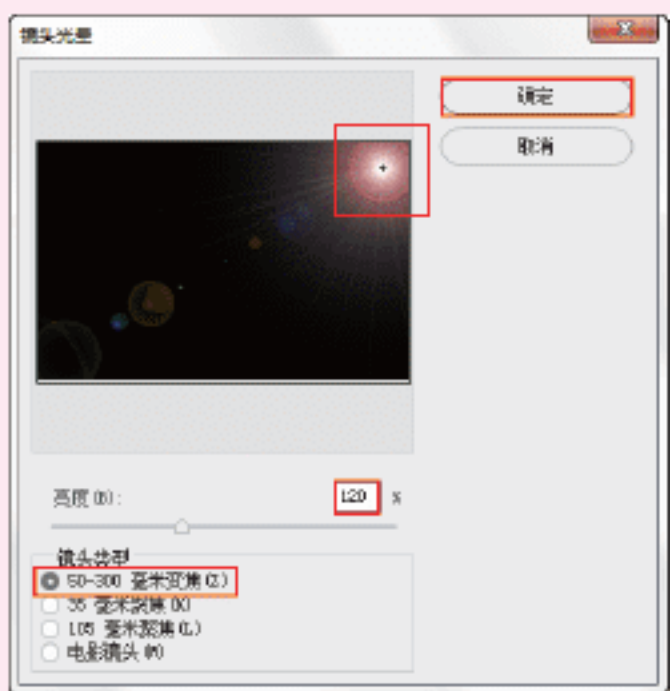 镜头光晕
确定
取消
亮度(B): 120 %
镜头类型
50-300 毫米变焦(Z)
35 毫米聚焦(K)
105 毫米聚焦(L)
电影镜头(M)